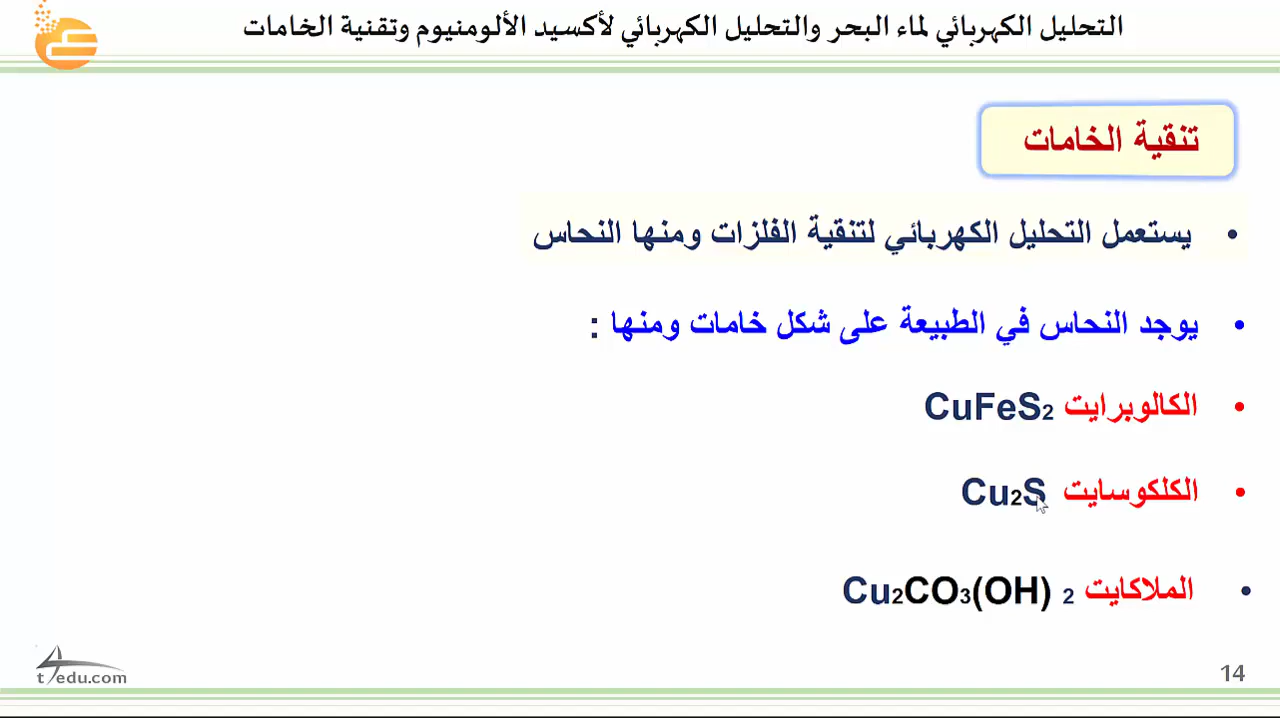 التحليل الكهربائي لماء البحر والتحليل الكهربائي لأكسيد الألومنيوم وتقنية الخامات
تنقية الخامات
• يستعمل التحليل الكهربائي لتنقية الفلزات ومنها النحاس
• يوجد النحاس في الطبيعة على شكل خامات ومنها :
• الكالوبرايت CuFeS₂
• الكلكوسايت Cu₂S
• الملاكايت Cu₂CO₃(OH) ₂
t4edu.com
14